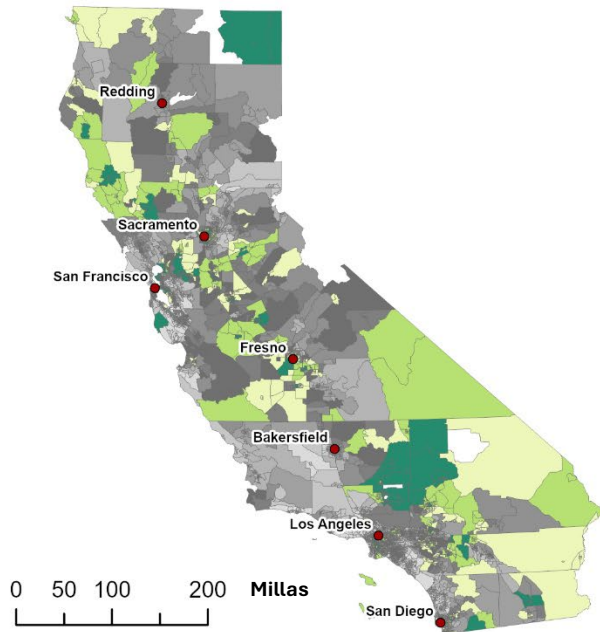 Redding
Sacramento
San Francisco
Fresno
Bakersfield
Los Angeles
0 50 100 200 Millas
San Diego